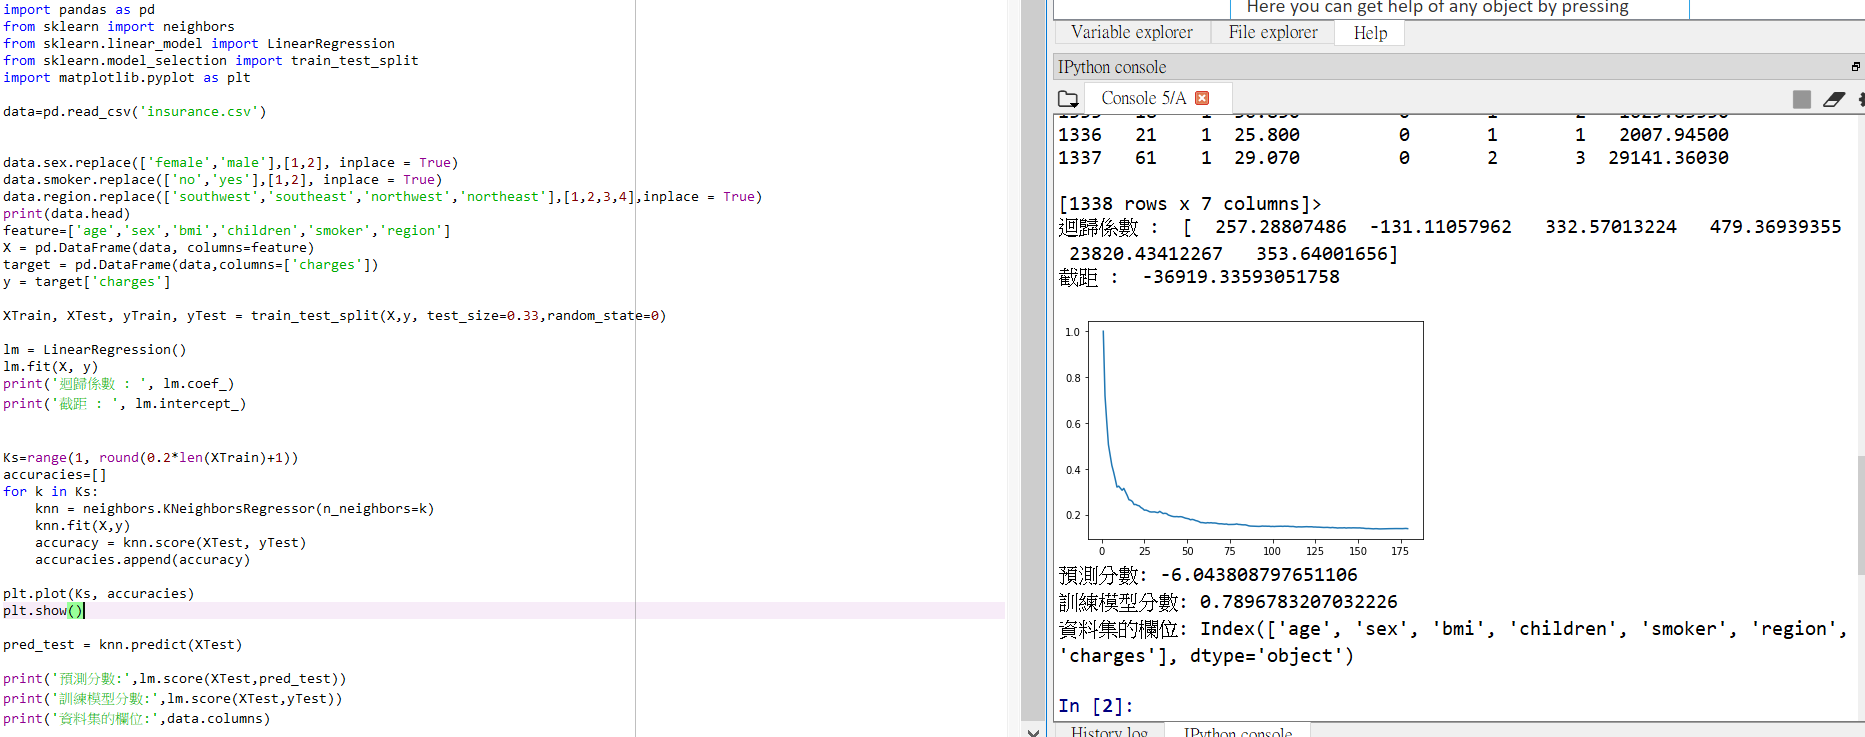 import pandas as pd
from sklearn import neighbors
from sklearn.linear_model import LinearRegression
from sklearn.model_selection import train_test_split
import matplotlib.pyplot as plt
data=pd.read_csv('insurance.csv')
data.sex.replace(['female','male'],[1,2], inplace = True)
data.smoker.replace(['no','yes'],[1,2], inplace = True)
data.region.replace(['southwest','southeast','northwest','northeast'],[1,2,3,4],inplace = True)
print(data.head)
feature=['age','sex','bmi','children','smoker','region']
X = pd.DataFrame(data, columns=feature)
target = pd.DataFrame(data,columns=['charges'])
y = target['charges']
XTrain, XTest, yTrain, yTest = train_test_split(X,y, test_size=0.33,random_state=0)
lm = LinearRegression()
lm.fit(X, y)
print('迴歸係數 : ', lm.coef_)
print('截距 : ', lm.intercept_)
Ks=range(1, round(0.2*len(XTrain)+1))
accuracies=[]
for k in Ks:
    knn = neighbors.KNeighborsRegressor(n_neighbors=k)
    knn.fit(X,y)
    accuracy = knn.score(XTest, yTest)
    accuracies.append(accuracy)
plt.plot(Ks, accuracies)
plt.show()
pred_test = knn.predict(XTest)
print('預測分數:',lm.score(XTest,pred_test))
print('訓練模型分數:',lm.score(XTest,yTest))
print('資料集的欄位:',data.columns)
Here you can get help of any object by pressing
Variable explorer File explorer Help
IPython console
Console 5/A
1336 21 1 25.800 0 1 1 2007.94500
1337 61 1 29.070 0 2 3 29141.36030
[1338 rows x 7 columns]>
迴歸係數 : [ 257.28807486 -131.11057962 332.57013224 479.36939355
23820.43412267 353.64001656]
截距 : -36919.33593051758
1.0
0.8
0.6
0.4
0.2
0 25 50 75 100 125 150 175
預測分數: -6.043808797651106
訓練模型分數: 0.7896783207032226
資料集的欄位: Index(['age', 'sex', 'bmi', 'children', 'smoker', 'region',
'charges'], dtype='object')
In [2]:
History log IPython console